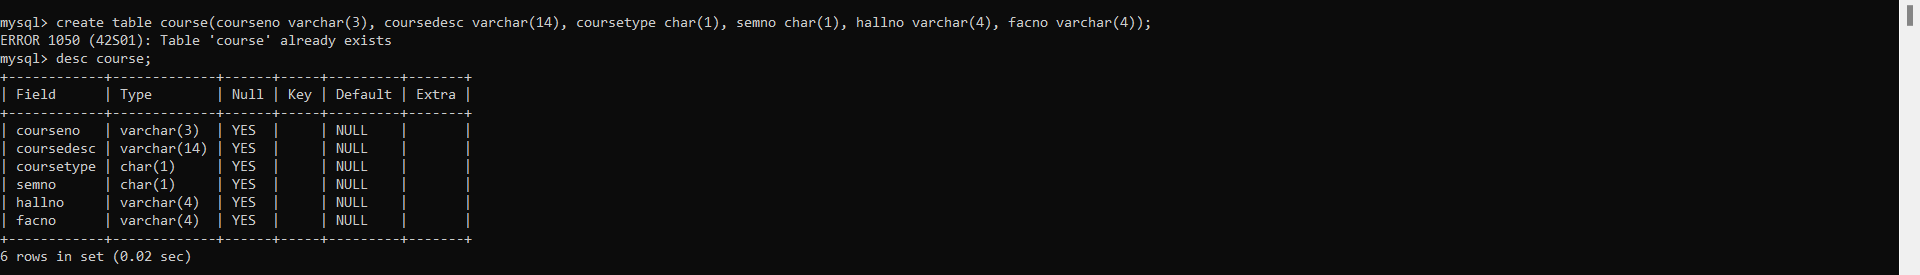 mysql> create table course(courseno varchar(3), coursedesc varchar(14), coursetype char(1), semno char(1), hallno varchar(4), facno varchar(4));
ERROR 1050 (42S01): Table 'course' already exists
mysql> desc course;
+------------+-------------+------+-----+---------+-------+
| Field      | Type        | Null | Key | Default | Extra |
+------------+-------------+------+-----+---------+-------+
| courseno   | varchar(3)  | YES  |     | NULL    |       |
| coursedesc | varchar(14) | YES  |     | NULL    |       |
| coursetype | char(1)     | YES  |     | NULL    |       |
| semno      | char(1)     | YES  |     | NULL    |       |
| hallno     | varchar(4)  | YES  |     | NULL    |       |
| facno      | varchar(4)  | YES  |     | NULL    |       |
+------------+-------------+------+-----+---------+-------+
6 rows in set (0.02 sec)